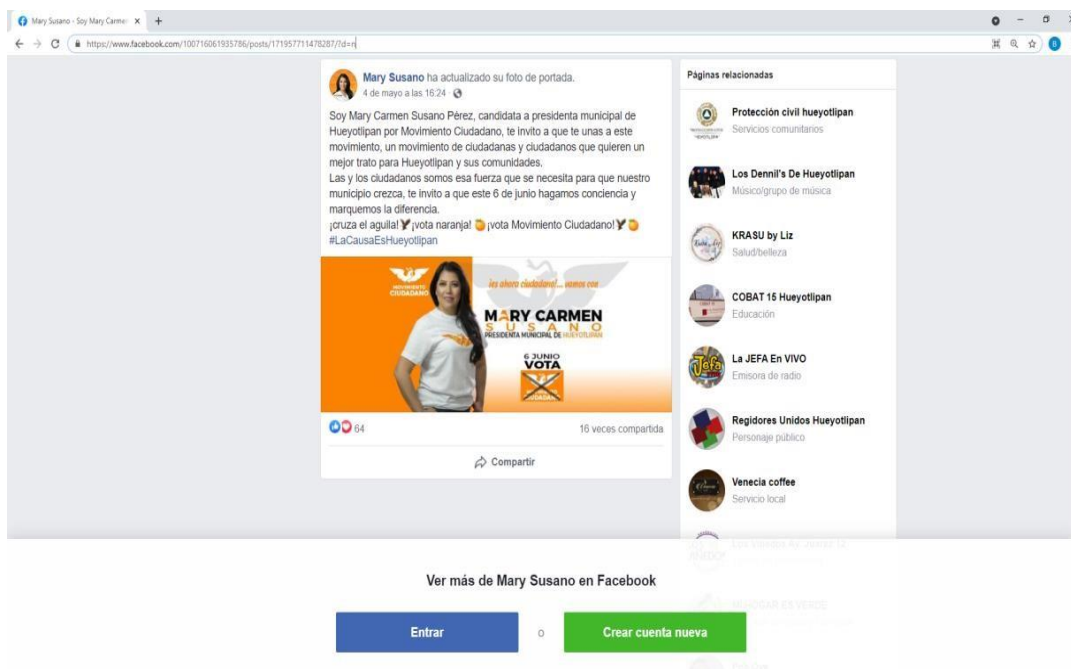 Mary Susano - Soy Mary Carme
https://www.facebook.com/100716061935786/posts/171957711478287/?d=n
B
Mary Susano ha actualizado su foto de portada.
4 de mayo a las 16:24
Soy Mary Carmen Susano Pérez, candidata a presidenta municipal de
Hueyotlipan por Movimiento Ciudadano, te invito a que te unas a este
movimiento, un movimiento de ciudadanas y ciudadanos que quieren un
mejor trato para Hueyotlipan y sus comunidades.
Las y los ciudadanos somos esa fuerza que se necesita para que nuestro
municipio crezca, te invito a que este 6 de junio hagamos conciencia y
marquemos la diferencia.
¡cruza el aguila! ¡vota naranja! ¡vota Movimiento Ciudadano!
#LaCausaEsHueyotlipan
MOVIMIENTO
CIUDADANO
¡es ahora ciudadano!... vamos con
MARY CARMEN
SUSANO
PRESIDENTA MUNICIPAL DE HUEYOTLIPAN
6 JUNIO
VOTA
64
16 veces compartida
Compartir
Páginas relacionadas
Protección civil hueyotlipan
Servicios comunitarios
Los Dennil's De Hueyotlipan
Músico/grupo de música
KRASU by Liz
Salud/belleza
COBAT 15 Hueyotlipan
Educación
La JEFA En VIVO
Emisora de radio
Regidores Unidos Hueyotlipan
Personaje público
Venecia coffee
Servicio local
Ver más de Mary Susano en Facebook
Entrar
o
Crear cuenta nueva